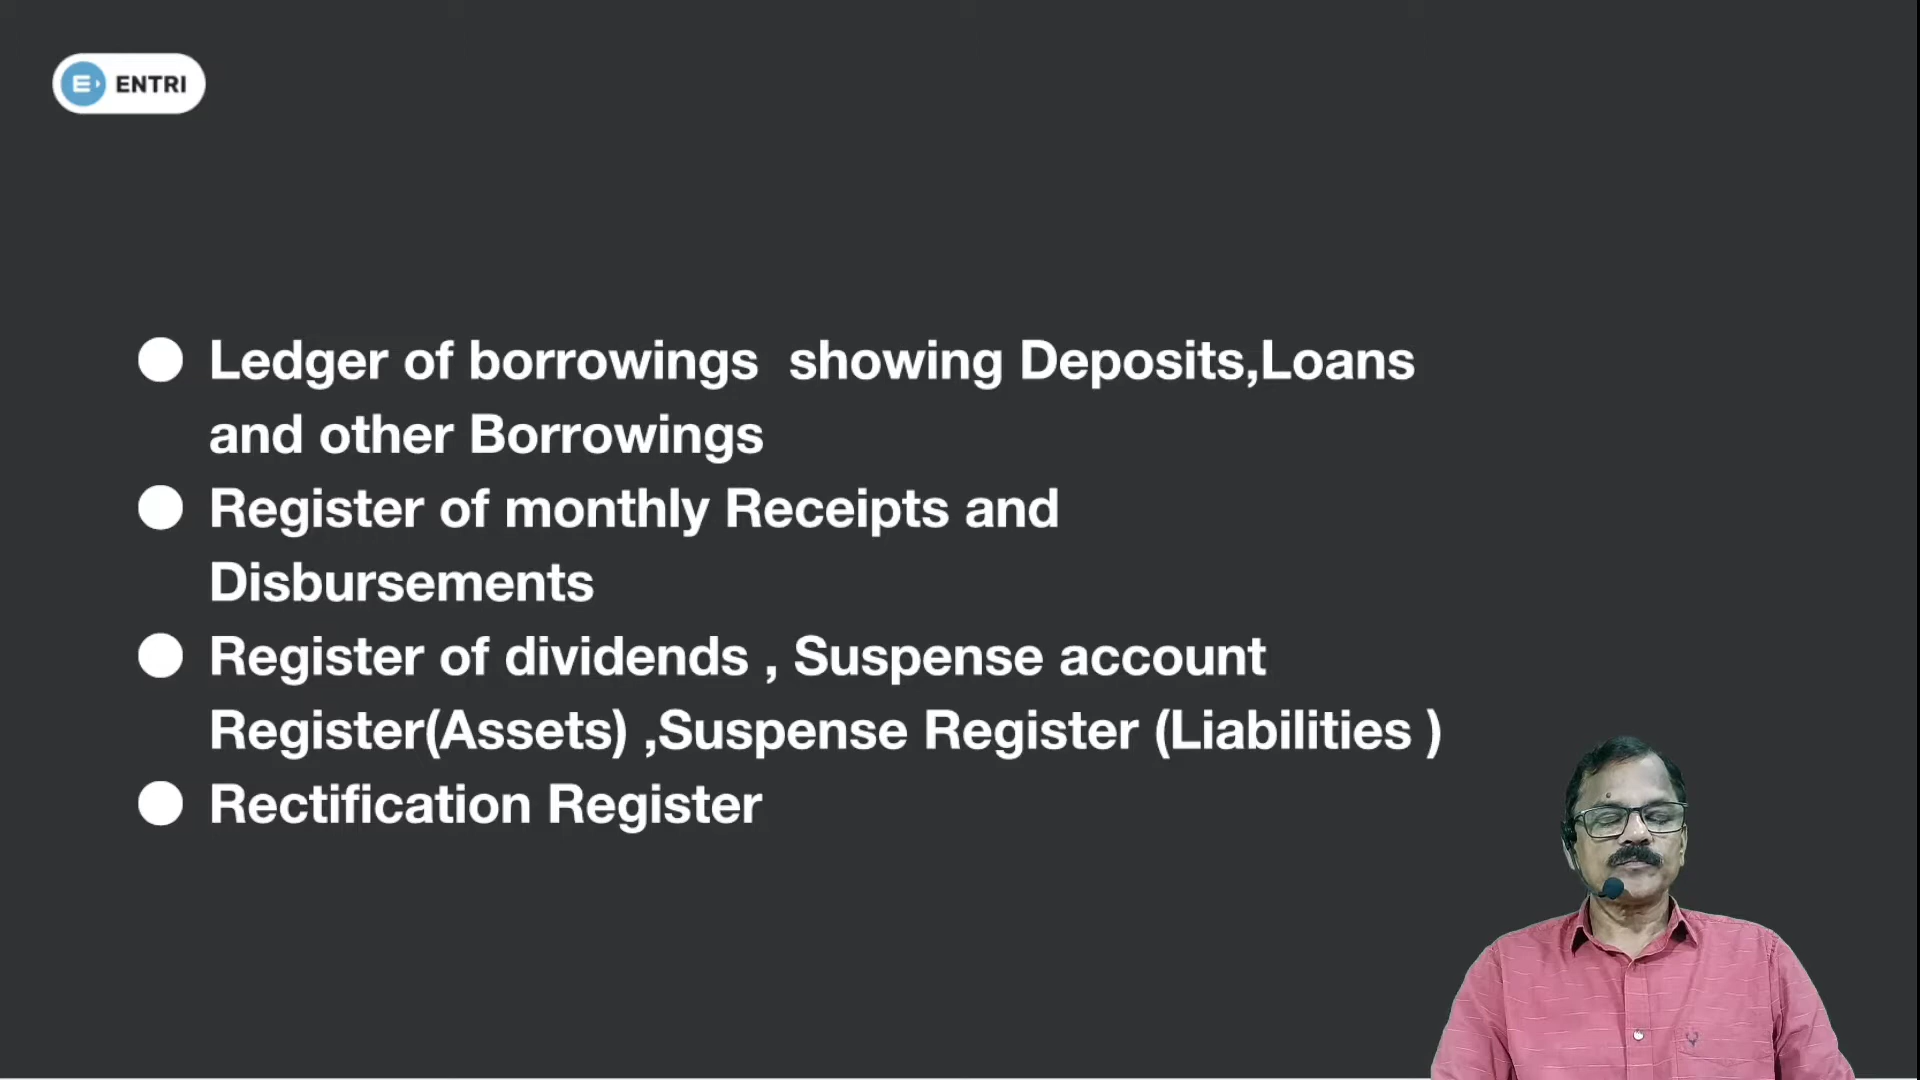 ENTRI
Ledger of borrowings  showing Deposits,Loans
and other Borrowings
Register of monthly Receipts and
Disbursements
Register of dividends , Suspense account
Register(Assets) ,Suspense Register (Liabilities )
Rectification Register